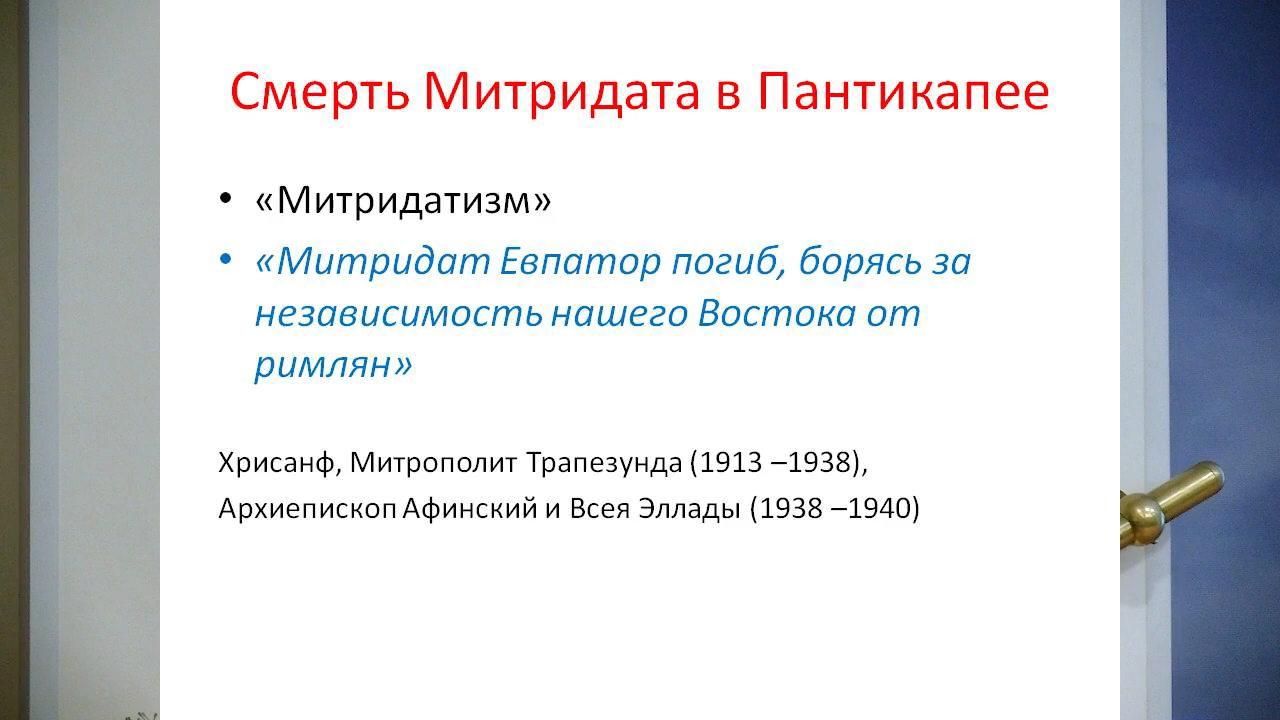 Смерть Митридата в Пантикапее
• «Митридатизм»
• «Митридат Евпатор погиб, борясь за
независимость нашего Востока от
римлян»
Хрисанф, Митрополит Трапезунда (1913 –1938),
Архиепископ Афинский и Всея Эллады (1938 –1940)